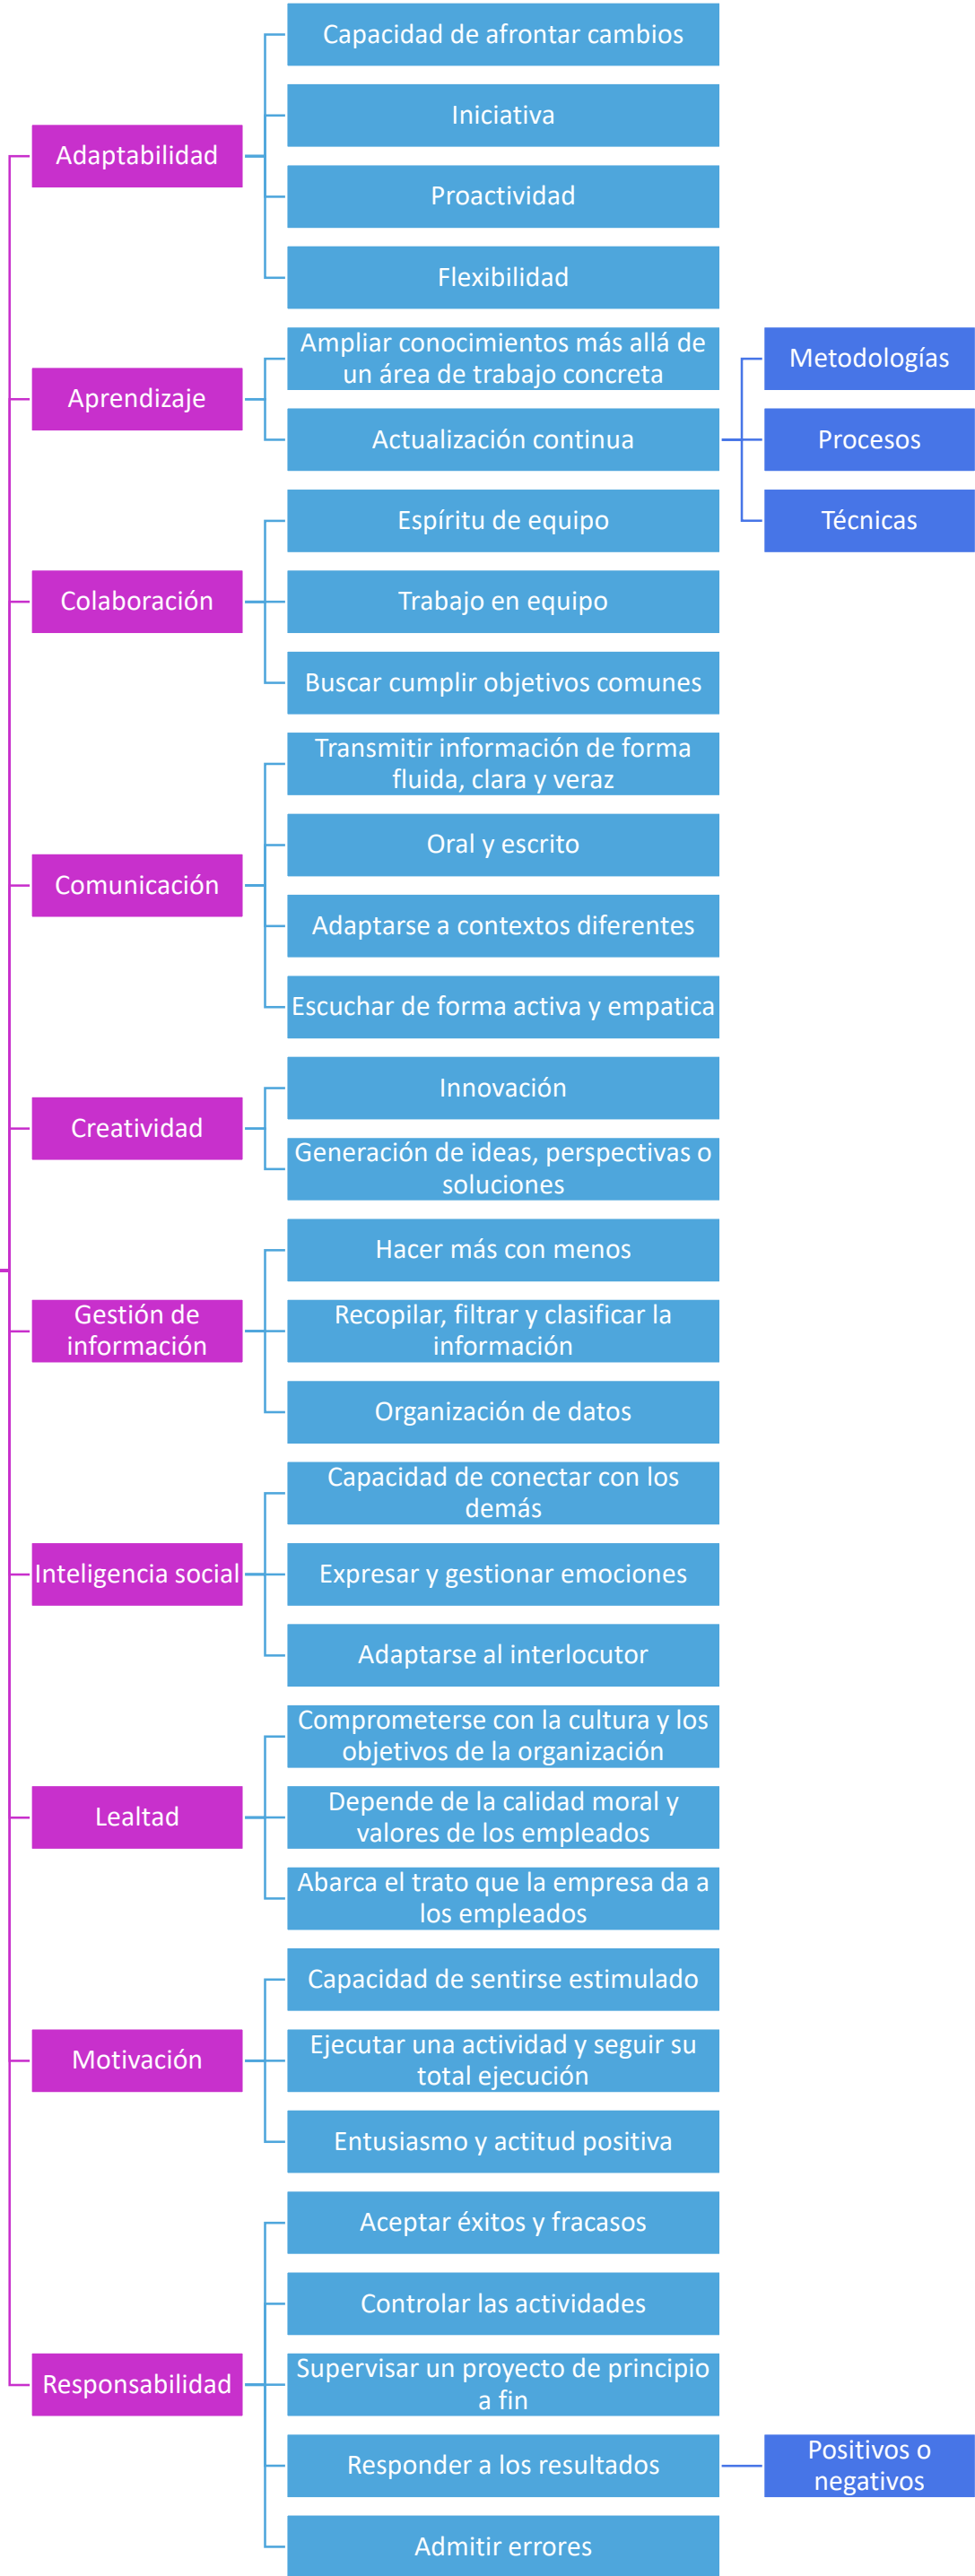 Adaptabilidad
Capacidad de afrontar cambios
Iniciativa
Proactividad
Flexibilidad
Aprendizaje
Ampliar conocimientos más allá de
un área de trabajo concreta
Actualización continua
Metodologías
Procesos
Técnicas
Colaboración
Espíritu de equipo
Trabajo en equipo
Buscar cumplir objetivos comunes
Comunicación
Transmitir información de forma
fluida, clara y veraz
Oral y escrito
Adaptarse a contextos diferentes
Escuchar de forma activa y empatica
Creatividad
Innovación
Generación de ideas, perspectivas o
soluciones
Gestión de
información
Hacer más con menos
Recopilar, filtrar y clasificar la
información
Organización de datos
Inteligencia social
Capacidad de conectar con los
demás
Expresar y gestionar emociones
Adaptarse al interlocutor
Lealtad
Comprometerse con la cultura y los
objetivos de la organización
Depende de la calidad moral y
valores de los empleados
Abarca el trato que la empresa da a
los empleados
Motivación
Capacidad de sentirse estimulado
Ejecutar una actividad y seguir su
total ejecución
Entusiasmo y actitud positiva
Responsabilidad
Aceptar éxitos y fracasos
Controlar las actividades
Supervisar un proyecto de principio
a fin
Responder a los resultados
Positivos o
negativos
Admitir errores